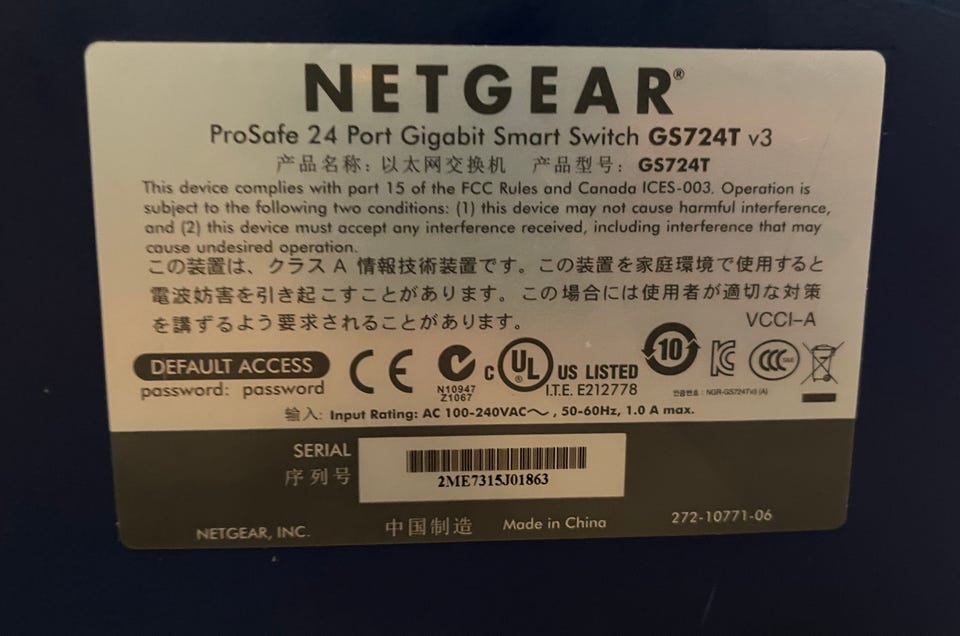 NETGEAR®
ProSafe 24 Port Gigabit Smart Switch GS724T v3
产品名称：以太网交换机 产品型号：GS724T
This device complies with part 15 of the FCC Rules and Canada ICES-003. Operation is
subject to the following two conditions: (1) this device may not cause harmful interference,
and (2) this device must accept any interference received, including interference that may
cause undesired operation.
この装置は、クラス A 情報技術装置です。この装置を家庭環境で使用すると
電波妨害を引き起こすことがあります。この場合には使用者が適切な対策
を講ずるよう要求されることがあります。
VCCI-A
DEFAULT ACCESS
password: password
CE
N10947
Z1067
c UL US LISTED
I.T.E. E212778
10
CCC S&E
인증번호: NGR-GS724Tv3 (A)
输入: Input Rating: AC 100-240VAC～, 50-60Hz, 1.0 A max.
SERIAL
序列号
2ME7315J01863
NETGEAR, INC.
中国制造
Made in China
272-10771-06